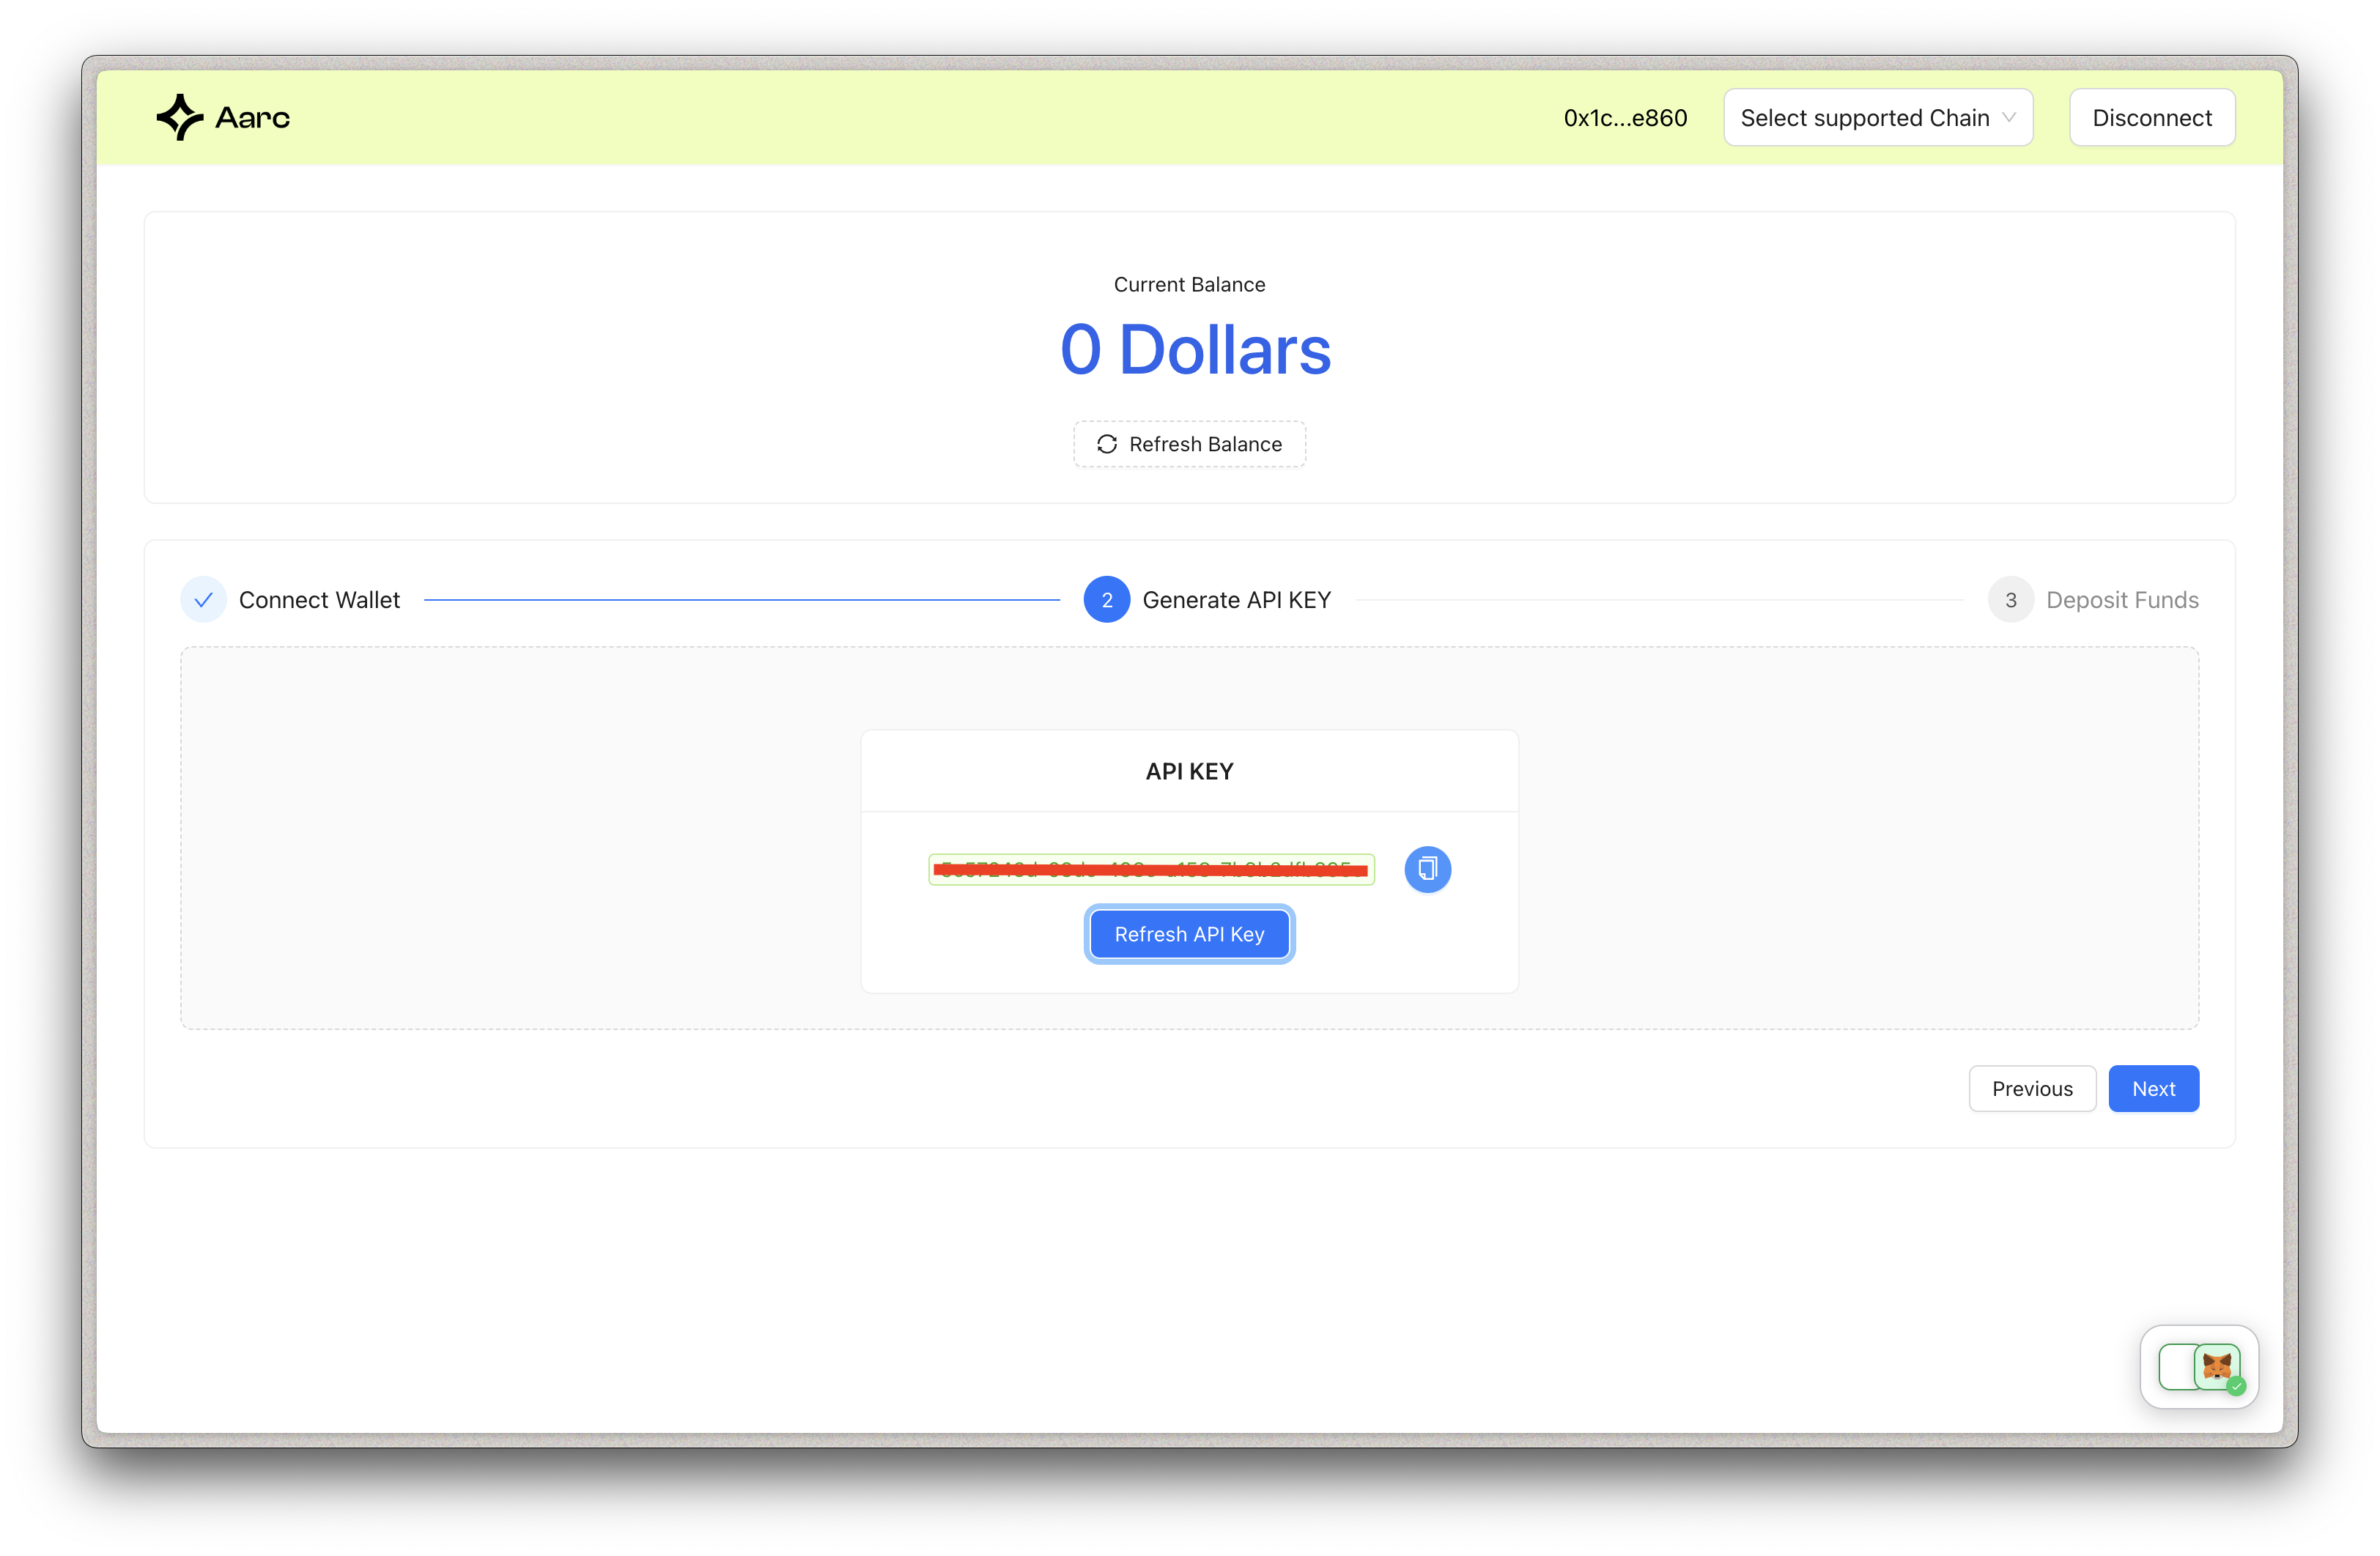 Aarc
0x1c...e860
Select supported Chain
Disconnect
Current Balance
0 Dollars
Refresh Balance
Connect Wallet
2
Generate API KEY
3
Deposit Funds
API KEY
Refresh API Key
Previous
Next